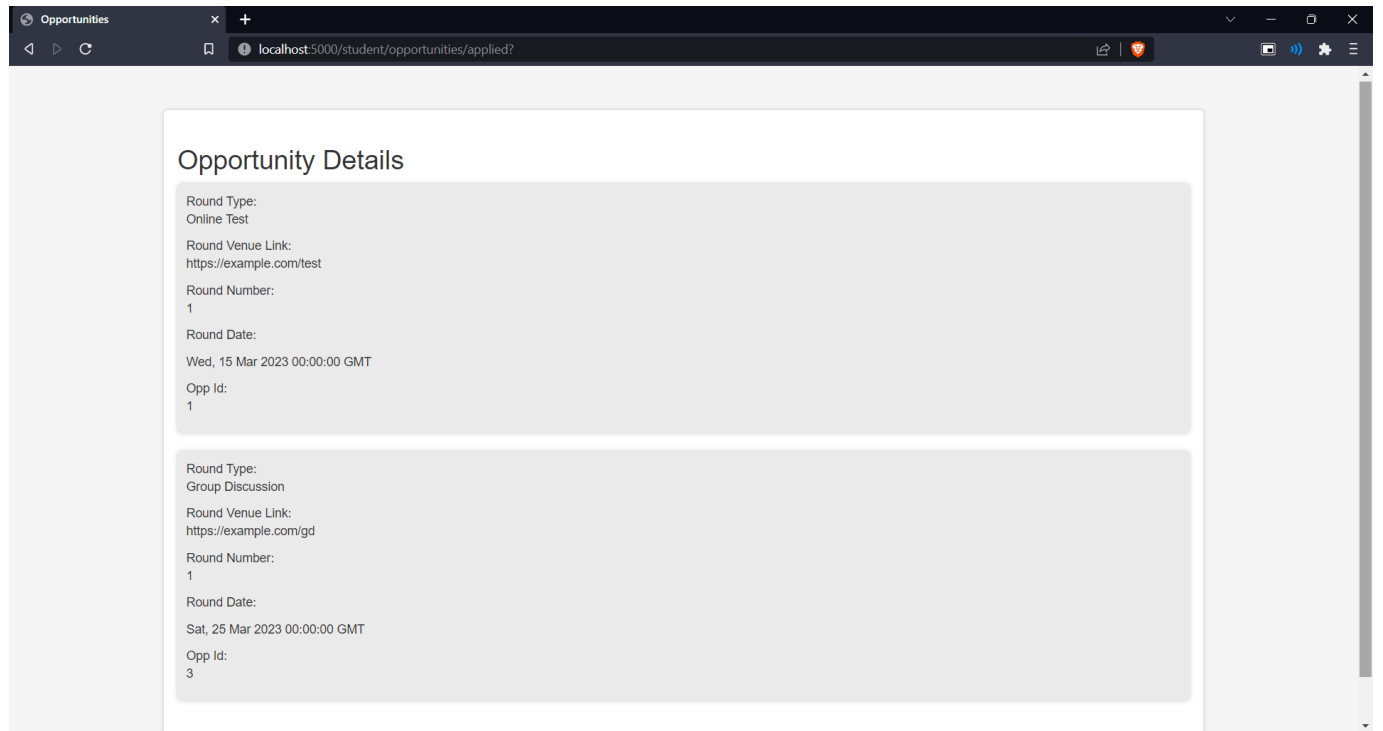 Opportunities
localhost:5000/student/opportunities/applied?
Opportunity Details
Round Type:
Online Test
Round Venue Link:
https://example.com/test
Round Number:
1
Round Date:
Wed, 15 Mar 2023 00:00:00 GMT
Opp Id:
1
Round Type:
Group Discussion
Round Venue Link:
https://example.com/gd
Round Number:
1
Round Date:
Sat, 25 Mar 2023 00:00:00 GMT
Opp Id:
3